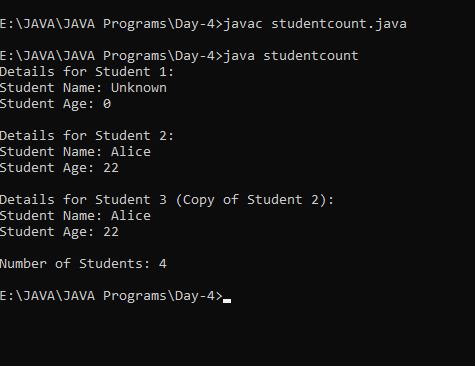 E:\JAVA\JAVA Programs\Day-4>javac studentcount.java
E:\JAVA\JAVA Programs\Day-4>java studentcount
Details for Student 1:
Student Name: Unknown
Student Age: 0
Details for Student 2:
Student Name: Alice
Student Age: 22
Details for Student 3 (Copy of Student 2):
Student Name: Alice
Student Age: 22
Number of Students: 4
E:\JAVA\JAVA Programs\Day-4>